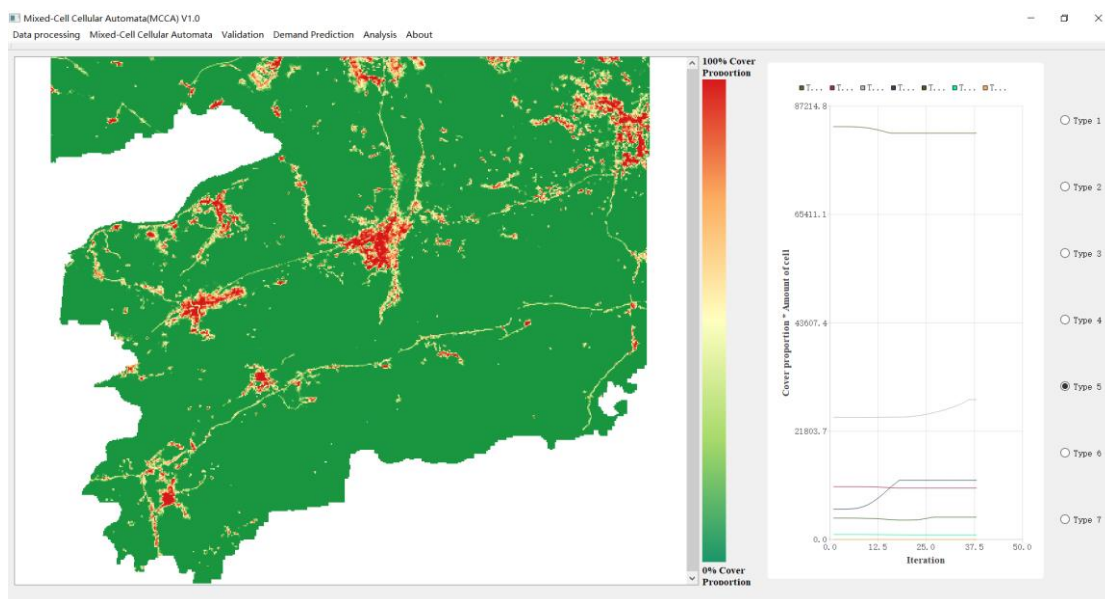 Mixed-Cell Cellular Automata(MCCA) V1.0
Data processing Mixed-Cell Cellular Automata Validation Demand Prediction Analysis About
100% Cover
Proportion
0% Cover
Proportion
T... T... T... T... T... T... T...
87214.8
65411.1
43607.4
21803.7
0.0
Cover proportion * Amount of cell
0.0 12.5 25.0 37.5 50.0
Iteration
Type 1
Type 2
Type 3
Type 4
Type 5
Type 6
Type 7